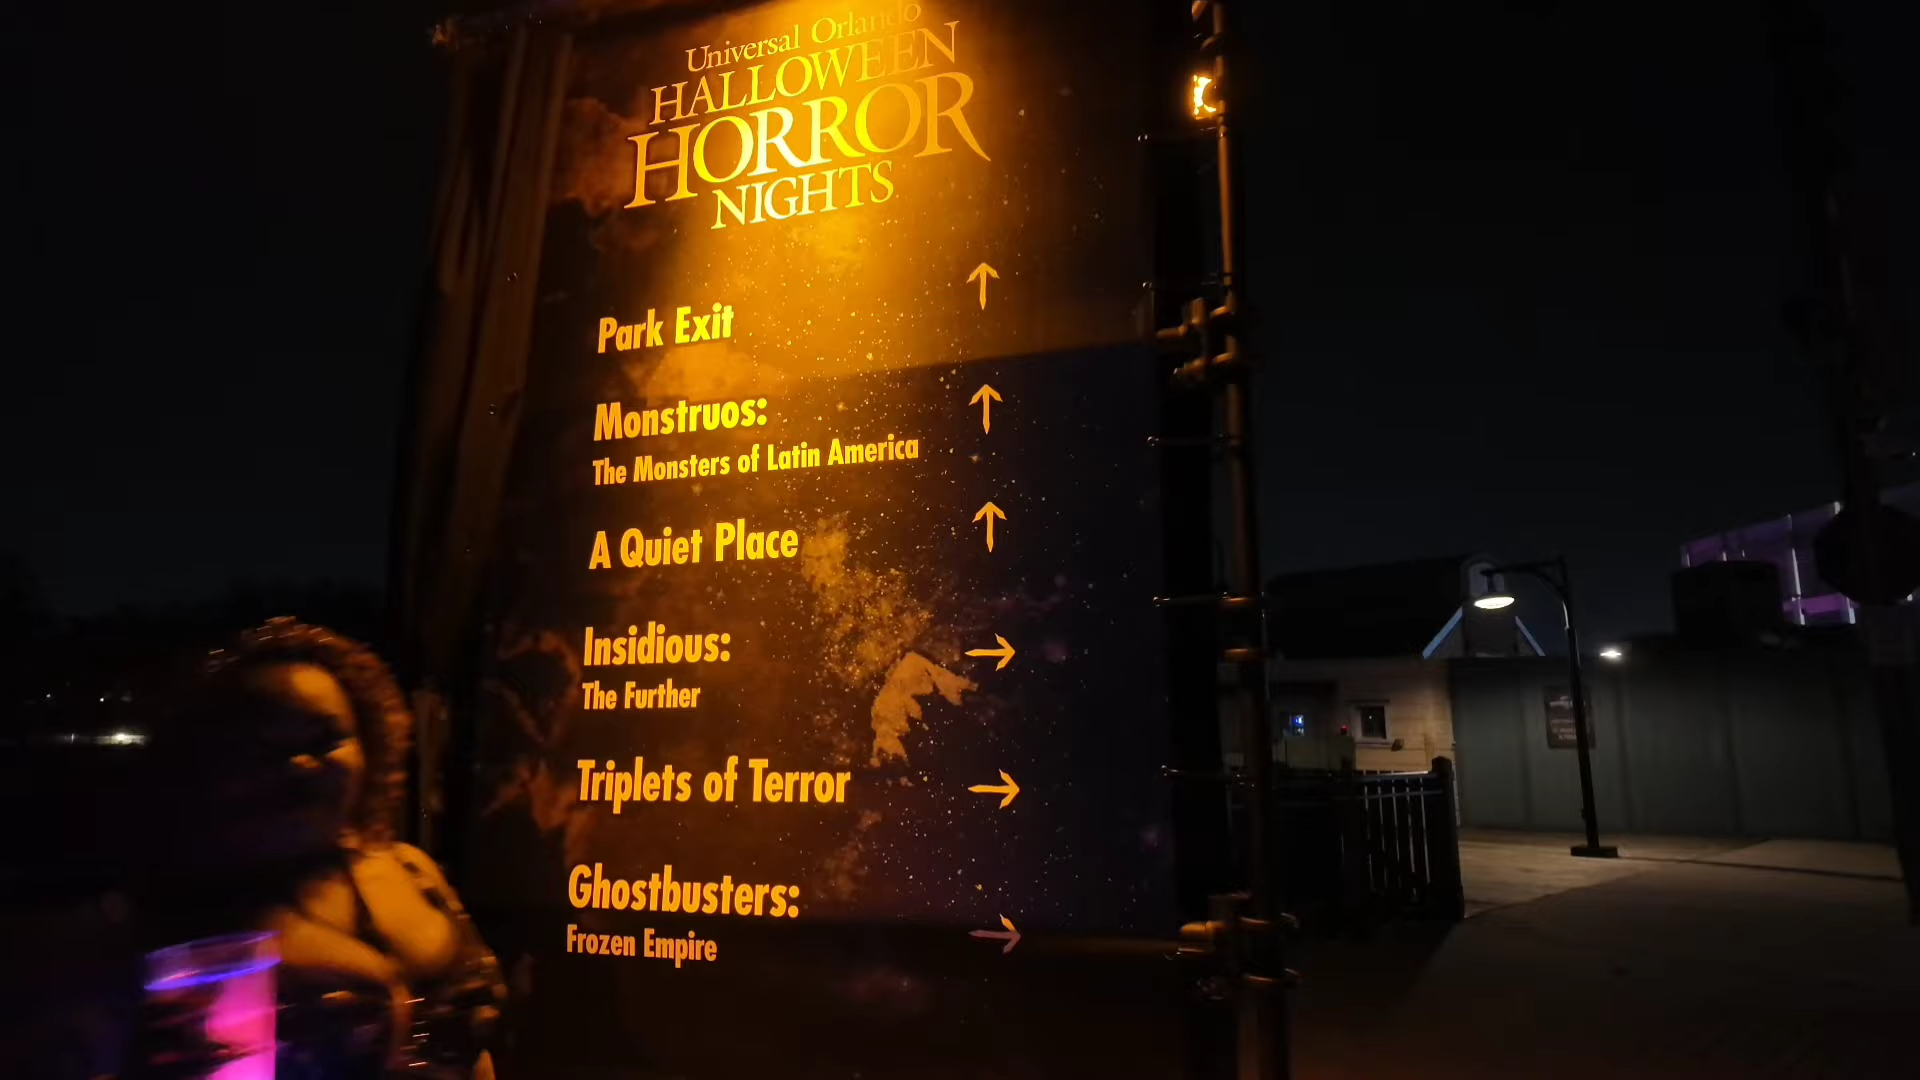 Universal Orlando
HALLOWEEN
HORROR
NIGHTS
Park Exit
Monstruos:
The Monsters of Latin America
A Quiet Place
Insidious:
The Further
Triplets of Terror
Ghostbusters:
Frozen Empire